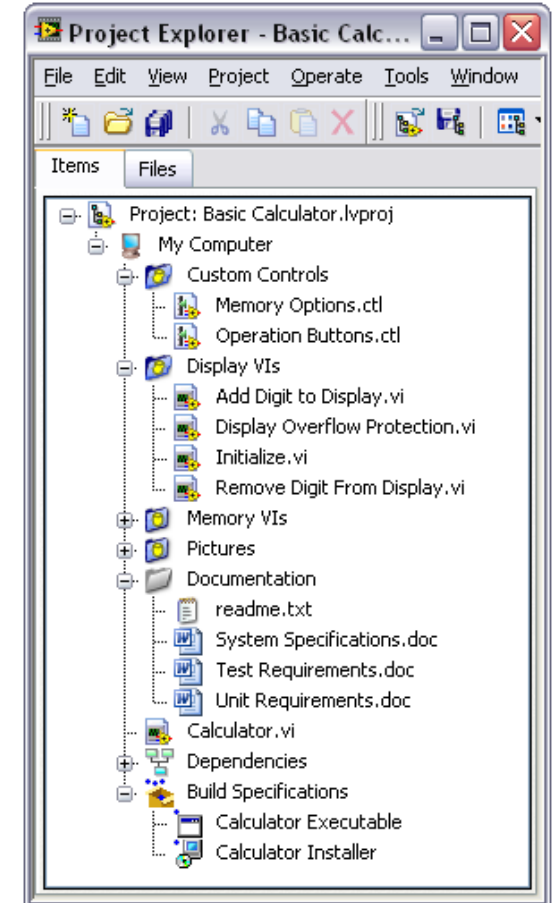 Project Explorer - Basic Calc...
File Edit View Project Operate Tools Window
Items Files
Project: Basic Calculator.lvproj
My Computer
Custom Controls
Memory Options.ctl
Operation Buttons.ctl
Display VIs
Add Digit to Display.vi
Display Overflow Protection.vi
Initialize.vi
Remove Digit From Display.vi
Memory VIs
Pictures
Documentation
readme.txt
System Specifications.doc
Test Requirements.doc
Unit Requirements.doc
Calculator.vi
Dependencies
Build Specifications
Calculator Executable
Calculator Installer